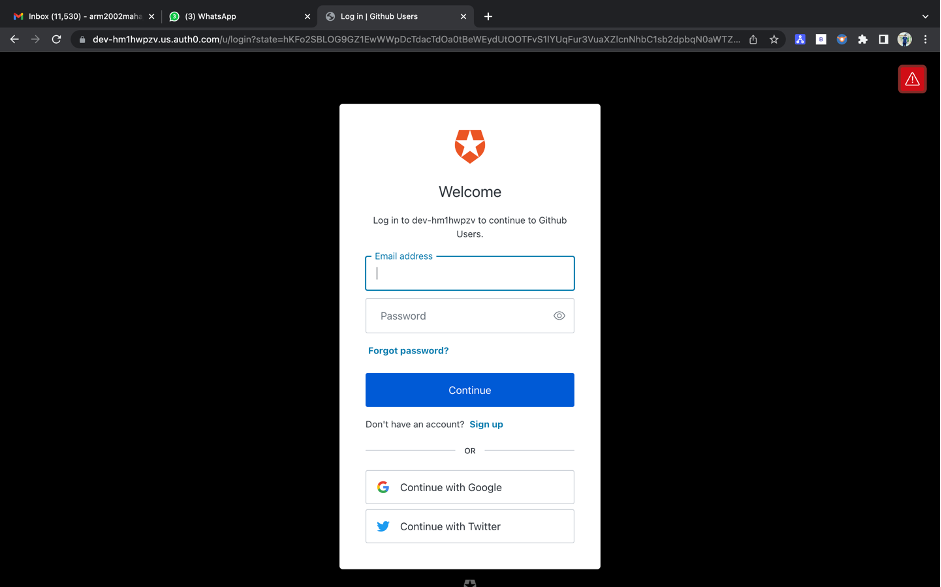 Inbox (11,530) – arm2002maha
(3) WhatsApp
Log in | Github Users
dev-hm1hwpzv.us.auth0.com/u/login?state=hKFo2SBLOG9GZ1EwWWpDcTdacTdOa0tBeWEydUtOOTFvS1lYUqFur3VuaXZlcnNhbC1sb2dpbqN0aWTZ...
Welcome
Log in to dev-hm1hwpzv to continue to Github
Users.
Email address
Password
Forgot password?
Continue
Don't have an account? Sign up
OR
Continue with Google
Continue with Twitter